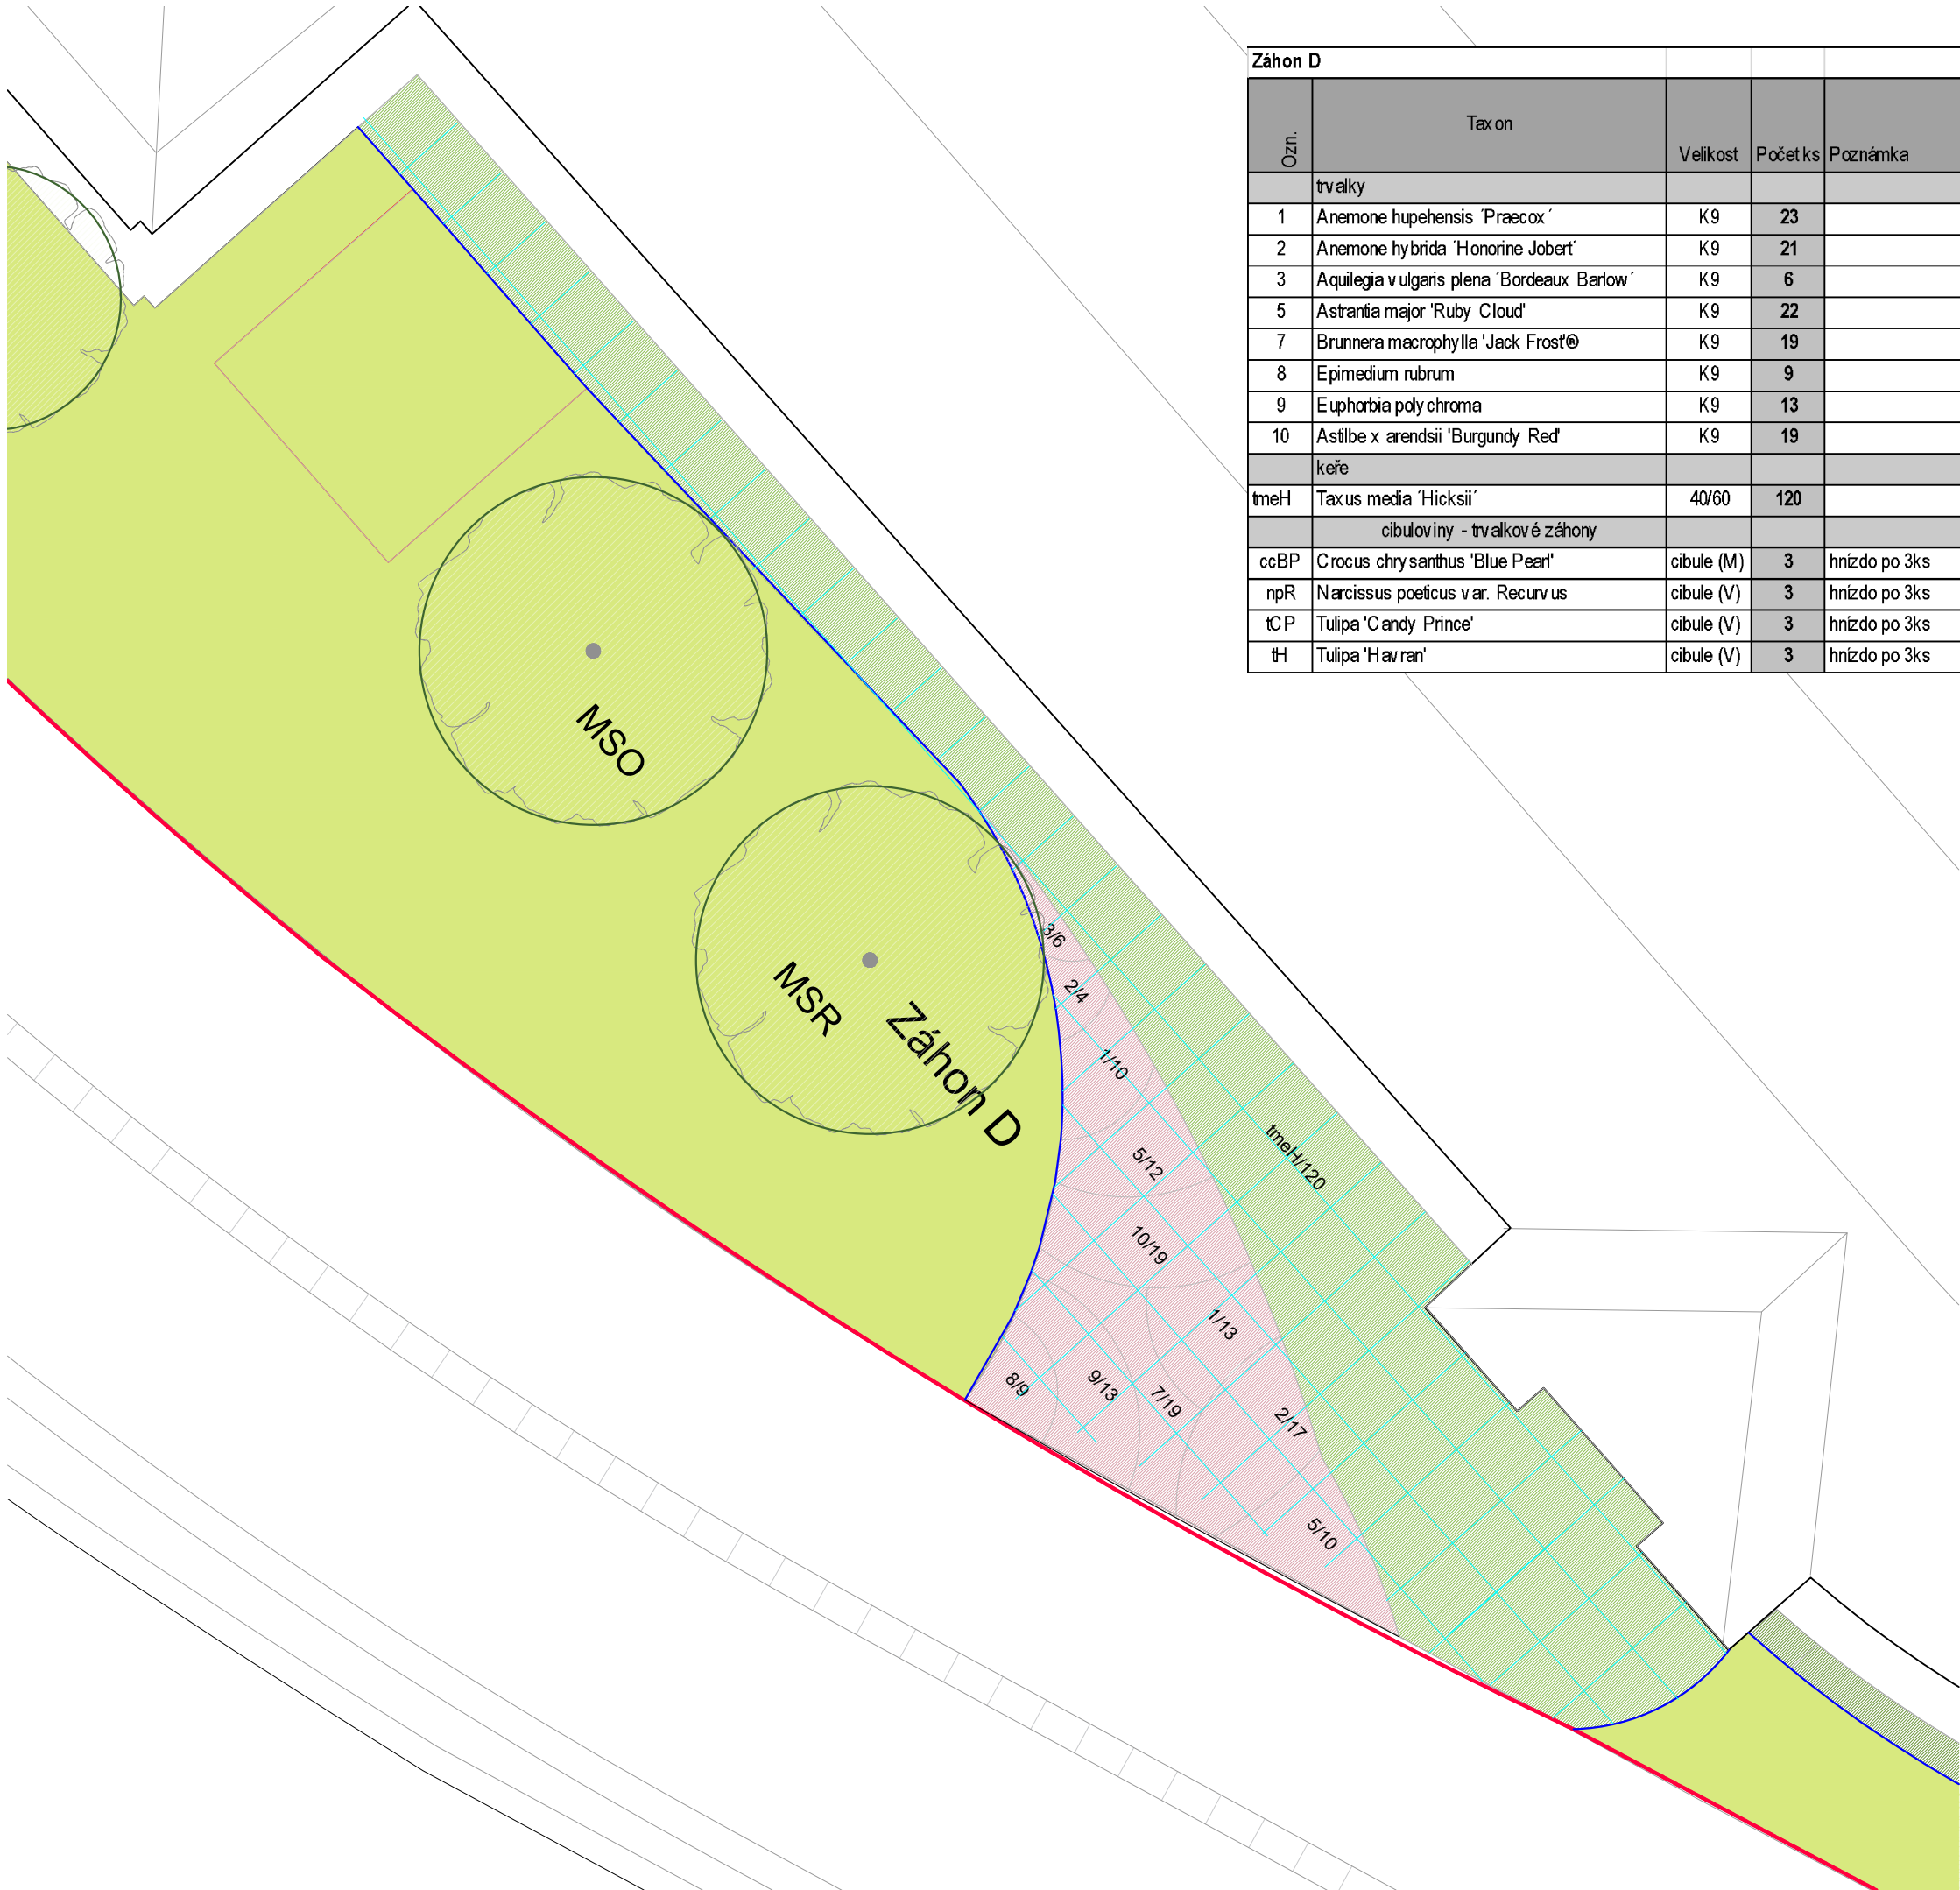 Záhon D
Ozn. Taxon Velikost Počet ks Poznámka
trvalky
1 Anemone hupehensis ´Praecox´ K9 23
2 Anemone hybrida ´Honorine Jobert´ K9 21
3 Aquilegia vulgaris plena ´Bordeaux Barlow´ K9 6
5 Astrantia major 'Ruby Cloud' K9 22
7 Brunnera macrophylla 'Jack Frost'® K9 19
8 Epimedium rubrum K9 9
9 Euphorbia polychroma K9 13
10 Astilbe x arendsii 'Burgundy Red' K9 19
keře
tmeH Taxus media ´Hicksii´ 40/60 120
cibuloviny - trvalkové záhony
ccBP Crocus chrysanthus 'Blue Pearl' cibule (M) 3 hnízdo po 3ks
npR Narcissus poeticus var. Recurvus cibule (V) 3 hnízdo po 3ks
tCP Tulipa 'Candy Prince' cibule (V) 3 hnízdo po 3ks
tH Tulipa 'Havran' cibule (V) 3 hnízdo po 3ks
MSO
MSR
Záhon D
3/6
2/4
1/10
5/12
tmeH/120
10/19
1/13
8/9
9/13
7/19
2/17
5/10